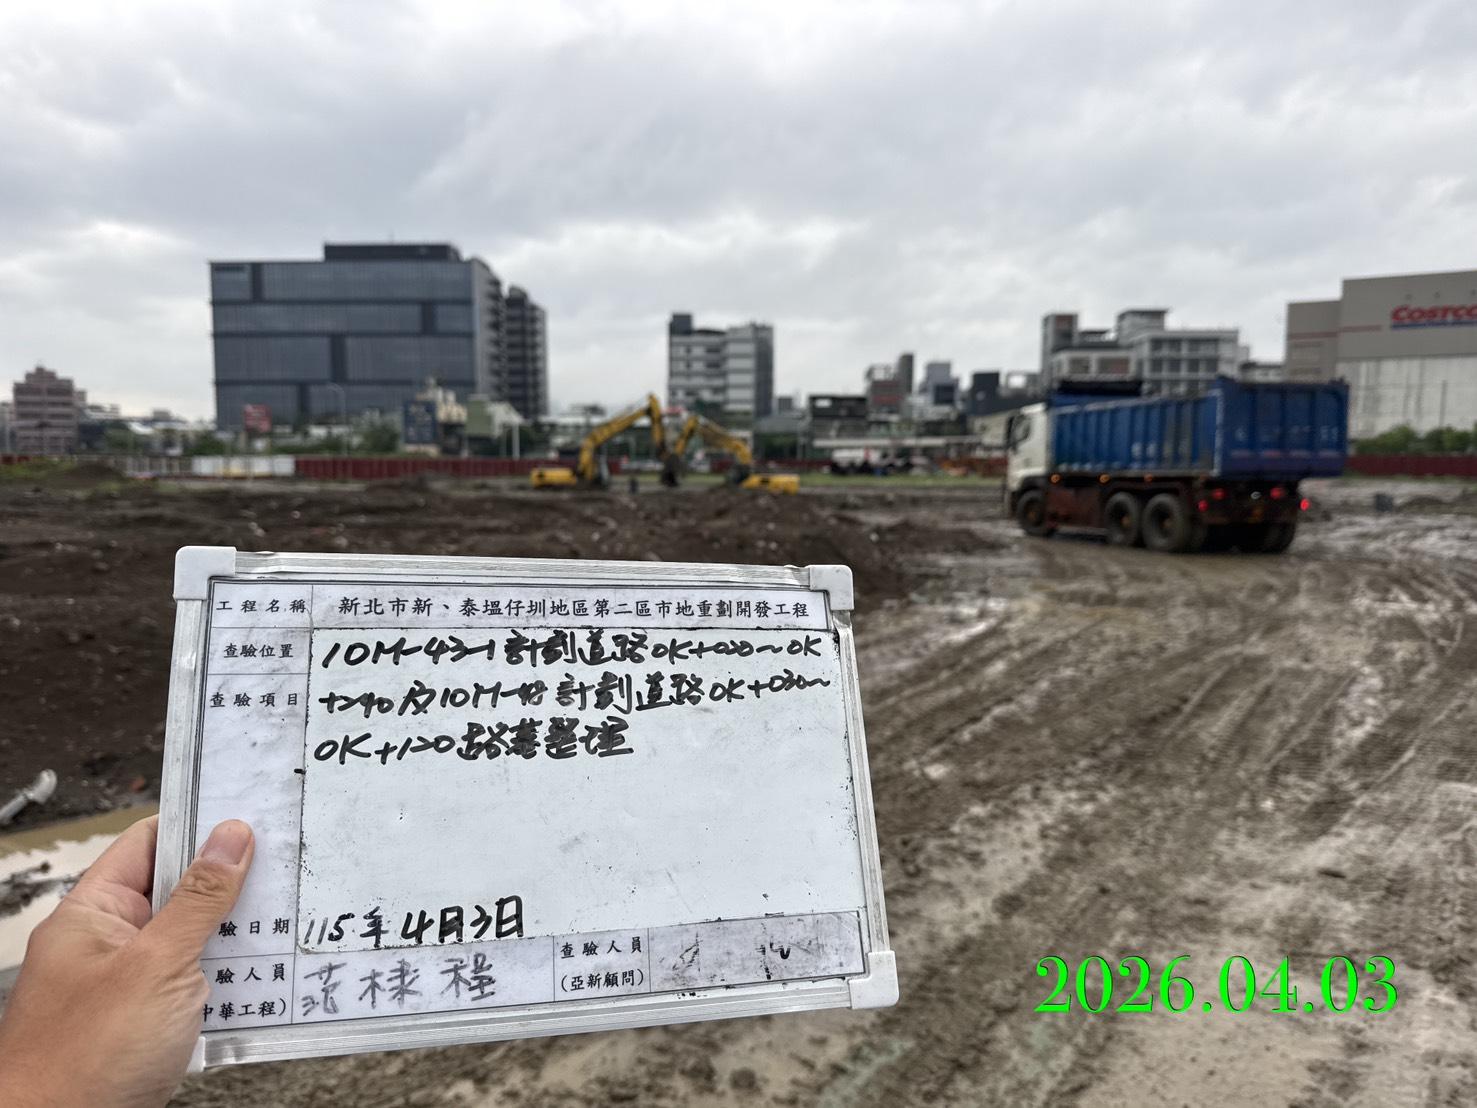 COSTCO
工程名稱 新北市新、泰塭仔圳地區第二區市地重劃開發工程
查驗位置 10M-43-1計劃道路0K+020~0K
查驗項目 +240及10M-48計劃道路0K+030~
0K+120路基整理
驗日期 115年4月3日
驗人員 范棣程 查驗人員
中華工程) (亞新顧問)
2026.04.03